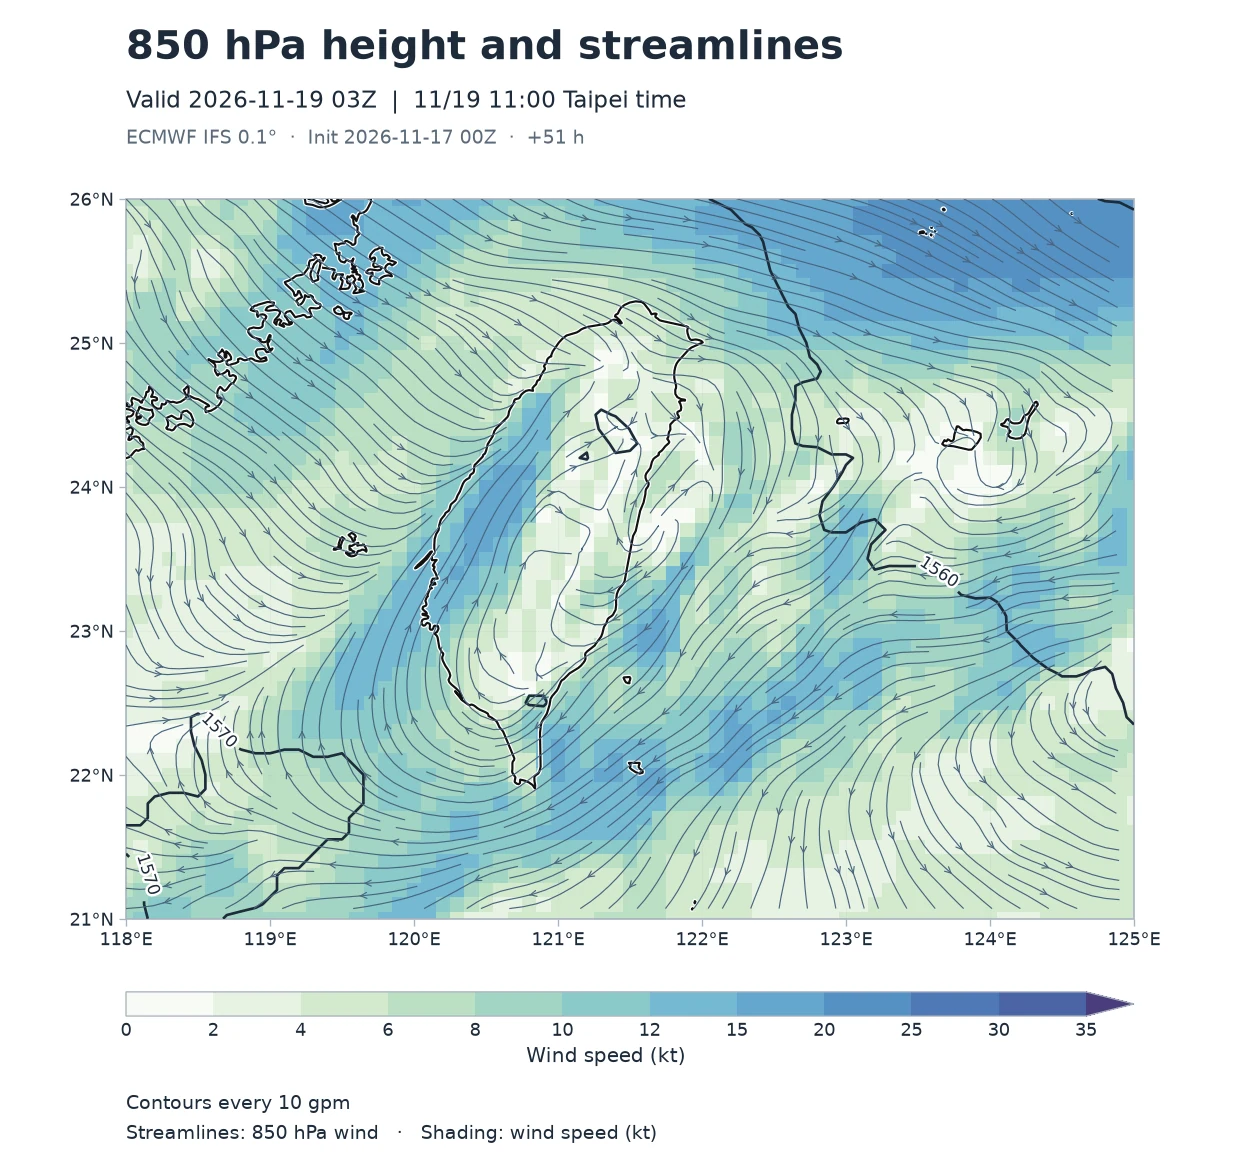 850 hPa height and streamlines
Valid 2026-11-19 03Z | 11/19 11:00 Taipei time
ECMWF IFS 0.1° · Init 2026-11-17 00Z · +51 h
26°N
25°N
24°N
23°N
22°N
21°N
1560
1570
1570
118°E 119°E 120°E 121°E 122°E 123°E 124°E 125°E
0 2 4 6 8 10 12 15 20 25 30 35
Wind speed (kt)
Contours every 10 gpm
Streamlines: 850 hPa wind · Shading: wind speed (kt)